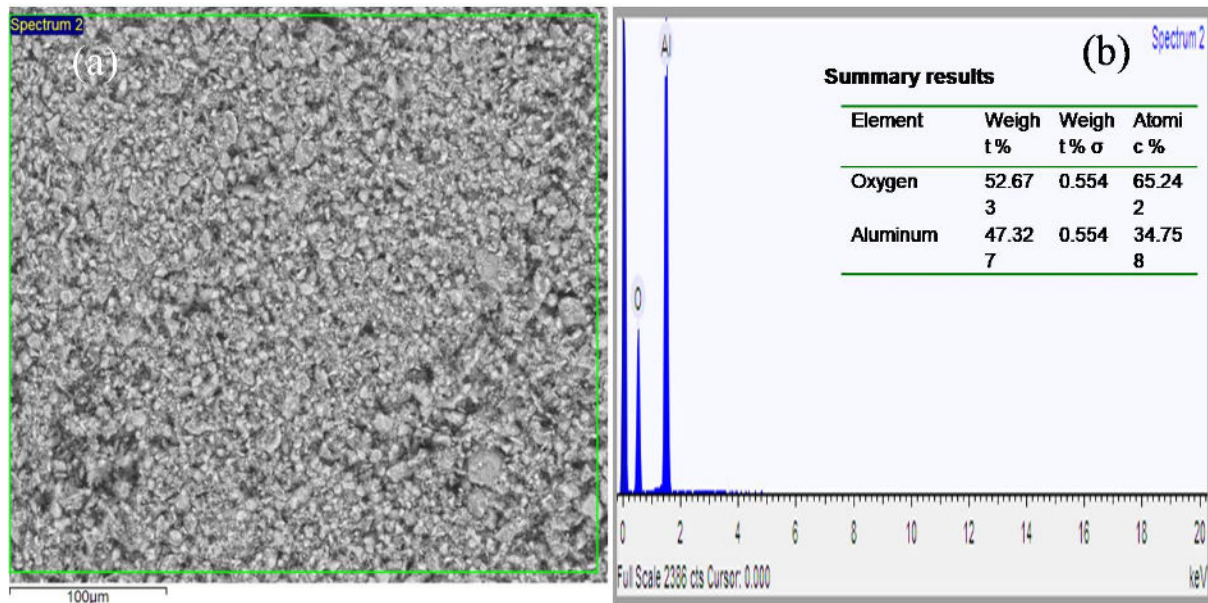 Spectrum 2
(a)
100µm
Al
(b)
Spectrum 2
Summary results
Element Weigh Weigh Atomi
t % t % σ c %
Oxygen 52.67 0.554 65.24
3 2
Aluminum 47.32 0.554 34.75
7 8
O
0 2 4 6 8 10 12 14 16 18 20
Full Scale 2386 cts Cursor: 0.000 keV